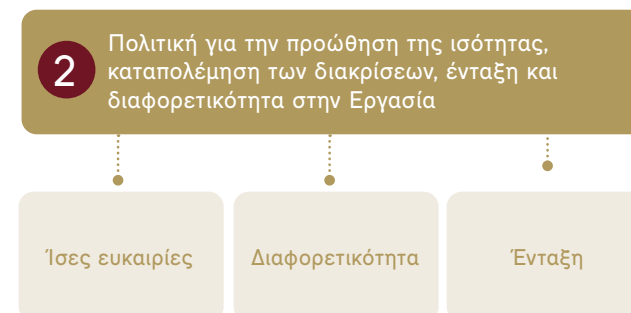 2
Πολιτική για την προώθηση της ισότητας,
καταπολέμηση των διακρίσεων, ένταξη και
διαφορετικότητα στην Εργασία
Ίσες ευκαιρίες
Διαφορετικότητα
Ένταξη